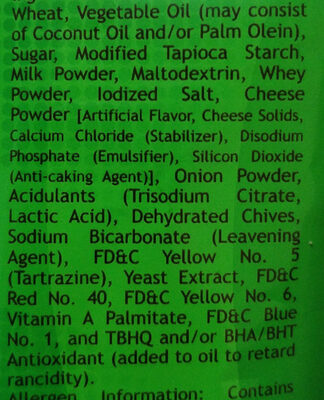 Wheat, Vegetable Oil (may consist
of Coconut Oil and/or Palm Olein),
Sugar, Modified Tapioca Starch,
Milk Powder, Maltodextrin, Whey
Powder, Iodized Salt, Cheese
Powder [Artificial Flavor, Cheese Solids,
Calcium Chloride (Stabilizer), Disodium
Phosphate (Emulsifier), Silicon Dioxide
(Anti-caking Agent)], Onion Powder,
Acidulants (Trisodium Citrate,
Lactic Acid), Dehydrated Chives,
Sodium Bicarbonate (Leavening
Agent), FD&C Yellow No. 5
(Tartrazine), Yeast Extract, FD&C
Red No. 40, FD&C Yellow No. 6,
Vitamin A Palmitate, FD&C Blue
No. 1, and TBHQ and/or BHA/BHT
Antioxidant (added to oil to retard
rancidity).
Allergen Information: Contains